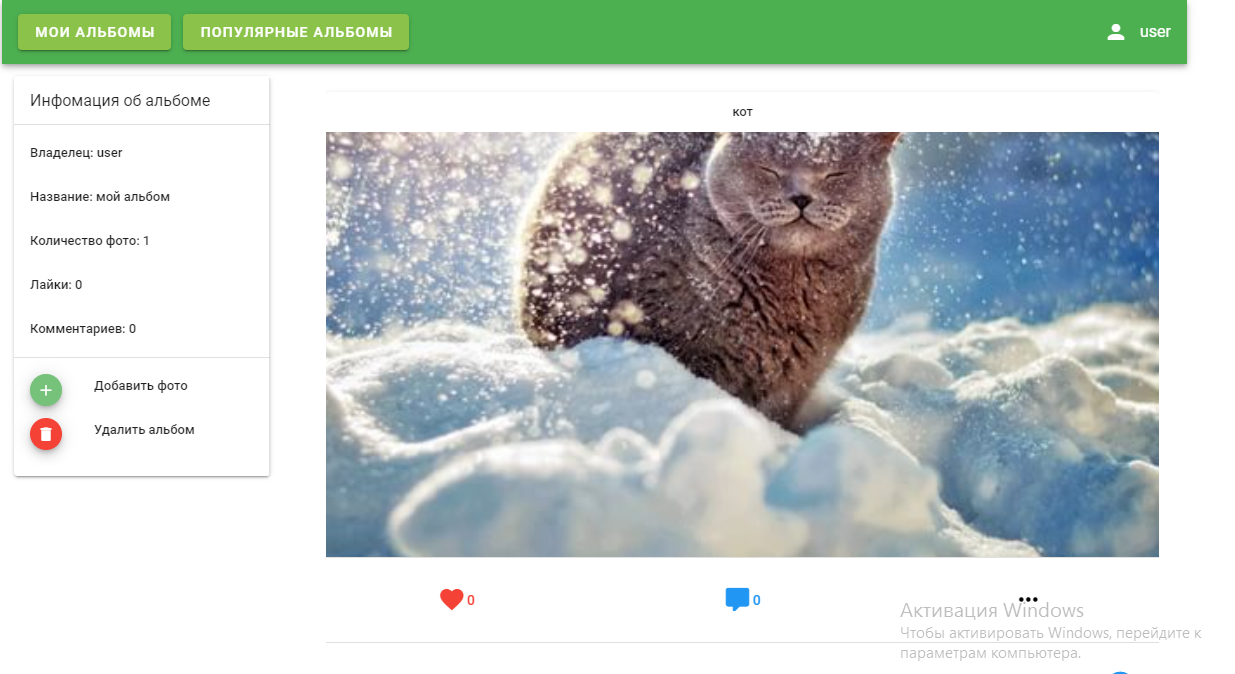 МОИ АЛЬБОМЫ
ПОПУЛЯРНЫЕ АЛЬБОМЫ
user
Инфомация об альбоме
Владелец: user
Название: мой альбом
Количество фото: 1
Лайки: 0
Комментариев: 0
Добавить фото
Удалить альбом
кот
0
0
Активация Windows
Чтобы активировать Windows, перейдите к
параметрам компьютера.